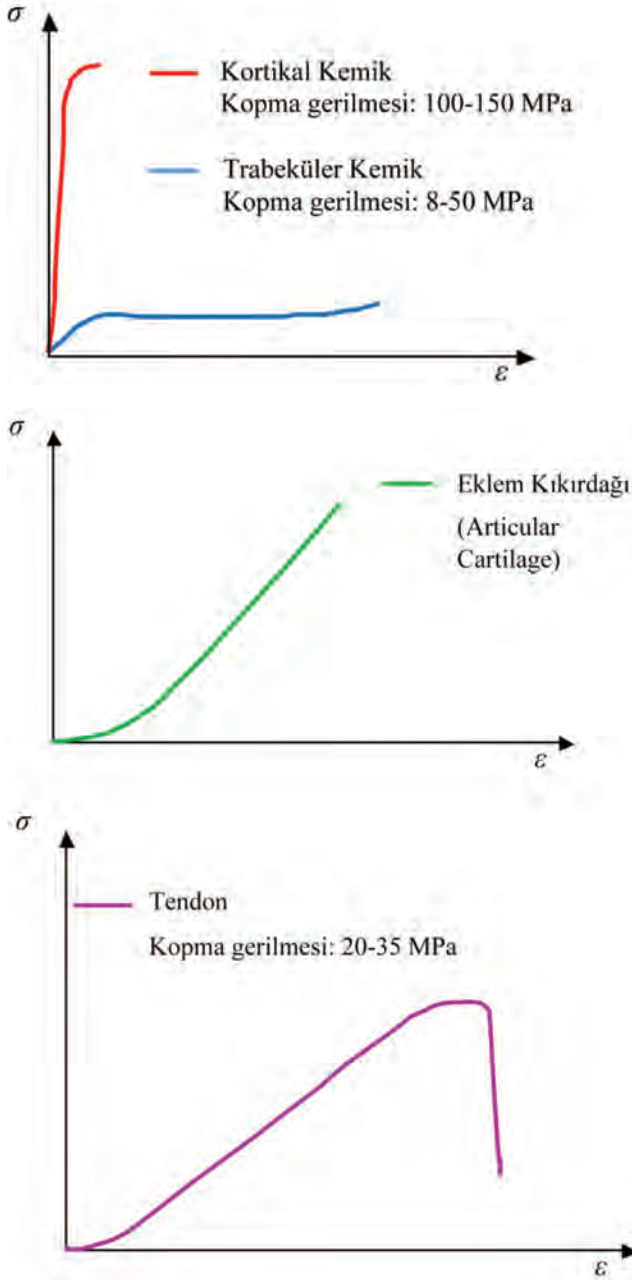 σ
Kortikal Kemik
Kopma gerilmesi: 100-150 MPa
Trabeküler Kemik
Kopma gerilmesi: 8-50 MPa
ε
σ
Eklem Kıkırdağı
(Articular
Cartilage)
ε
σ
Tendon
Kopma gerilmesi: 20-35 MPa
ε